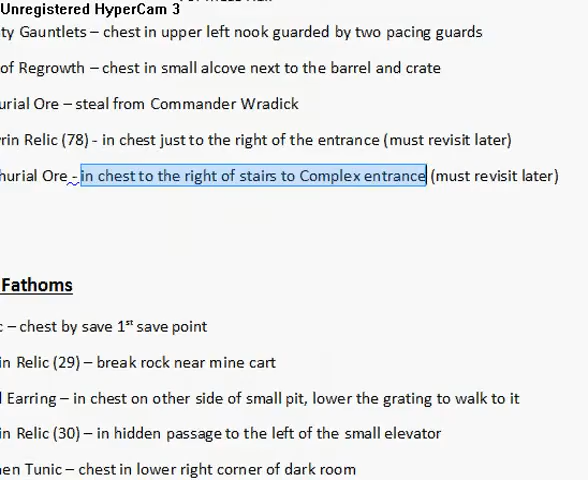 Unregistered HyperCam 3
ty Gauntlets – chest in upper left nook guarded by two pacing guards
of Regrowth – chest in small alcove next to the barrel and crate
urial Ore – steal from Commander Wradick
rin Relic (78) - in chest just to the right of the entrance (must revisit later)
hurial Ore - in chest to the right of stairs to Complex entrance (must revisit later)
Fathoms
c – chest by save 1st save point
in Relic (29) – break rock near mine cart
l Earring – in chest on other side of small pit, lower the grating to walk to it
in Relic (30) – in hidden passage to the left of the small elevator
en Tunic – chest in lower right corner of dark room